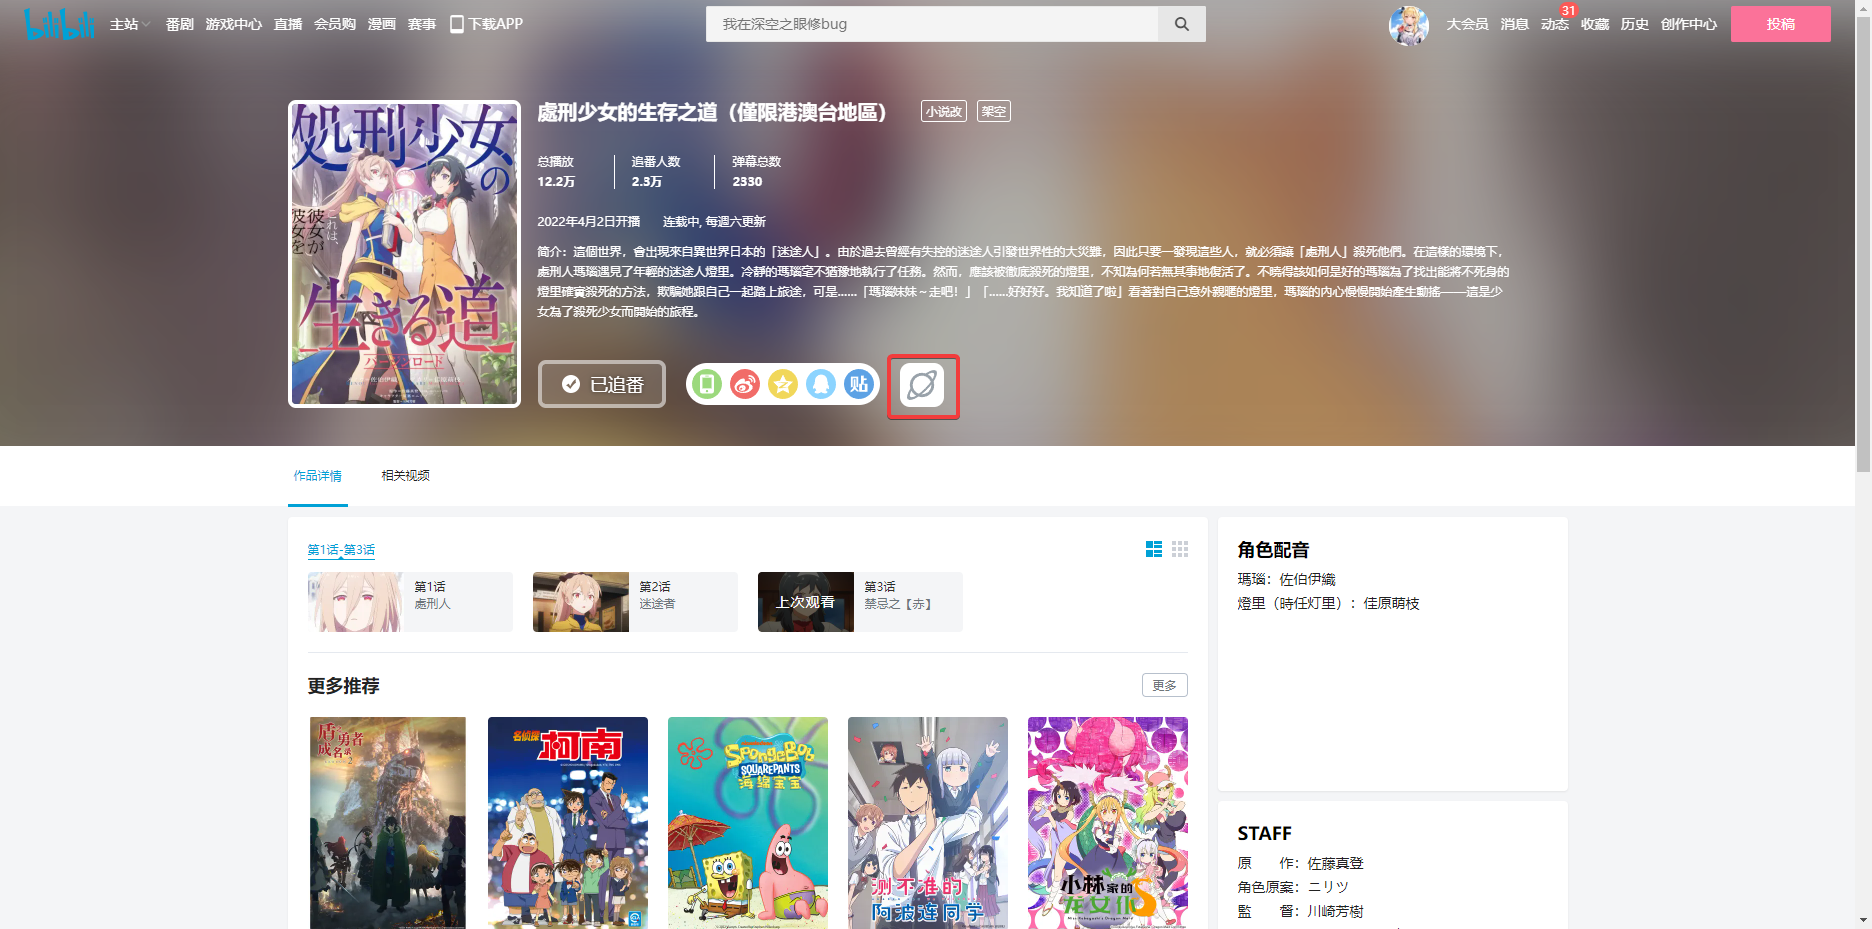 bilibili 主站 番剧 游戏中心 直播 会员购 漫画 赛事 下载APP
我在深空之眼修bug
大会员 消息 动态 31 收藏 历史 创作中心 投稿
処刑少女の
生きる道
バージンロード
彼女が
彼女を
これは、
處刑少女的生存之道（僅限港澳台地區） 小说改 架空
总播放 追番人数 弹幕总数
12.2万 2.3万 2330
2022年4月2日开播 连载中, 每週六更新
简介：這個世界，會出現來自異世界日本的「迷途人」。由於過去曾經有失控的迷途人引發世界性的大災難，因此只要一發現這些人，就必須讓「處刑人」殺死他們。在這樣的環境下，
處刑人瑪瑙遇見了年輕的迷途人燈里。冷靜的瑪瑙毫不猶豫地執行了任務。然而，應該被徹底殺死的燈里，不知為何若無其事地復活了。不曉得該如何是好的瑪瑙為了找出能將不死身的
燈里確實殺死的方法，欺騙她跟自己一起踏上旅途，可是……「瑪瑙妹妹～走吧！」「……好好好。我知道了啦」看著對自己意外親暱的燈里，瑪瑙的內心慢慢開始產生動搖——這是少
女為了殺死少女而開始的旅程。
已追番
贴
作品详情 相关视频
第1话-第3话
第1话
處刑人
第2话
迷途者
上次观看
第3话
禁忌之【赤】
更多推荐 更多
盾之勇者
成名录
名侦探
柯南
SpongeBob
SQUAREPANTS
海绵宝宝
测不准的
阿波连同学
小林家的
龙女仆S
Miss Kobayashi's Dragon Maid
角色配音
瑪瑙：佐伯伊織
燈里（時任灯里）：佳原萌枝
STAFF
原 作：佐藤真登
角色原案：ニリツ
監 督：川崎芳樹